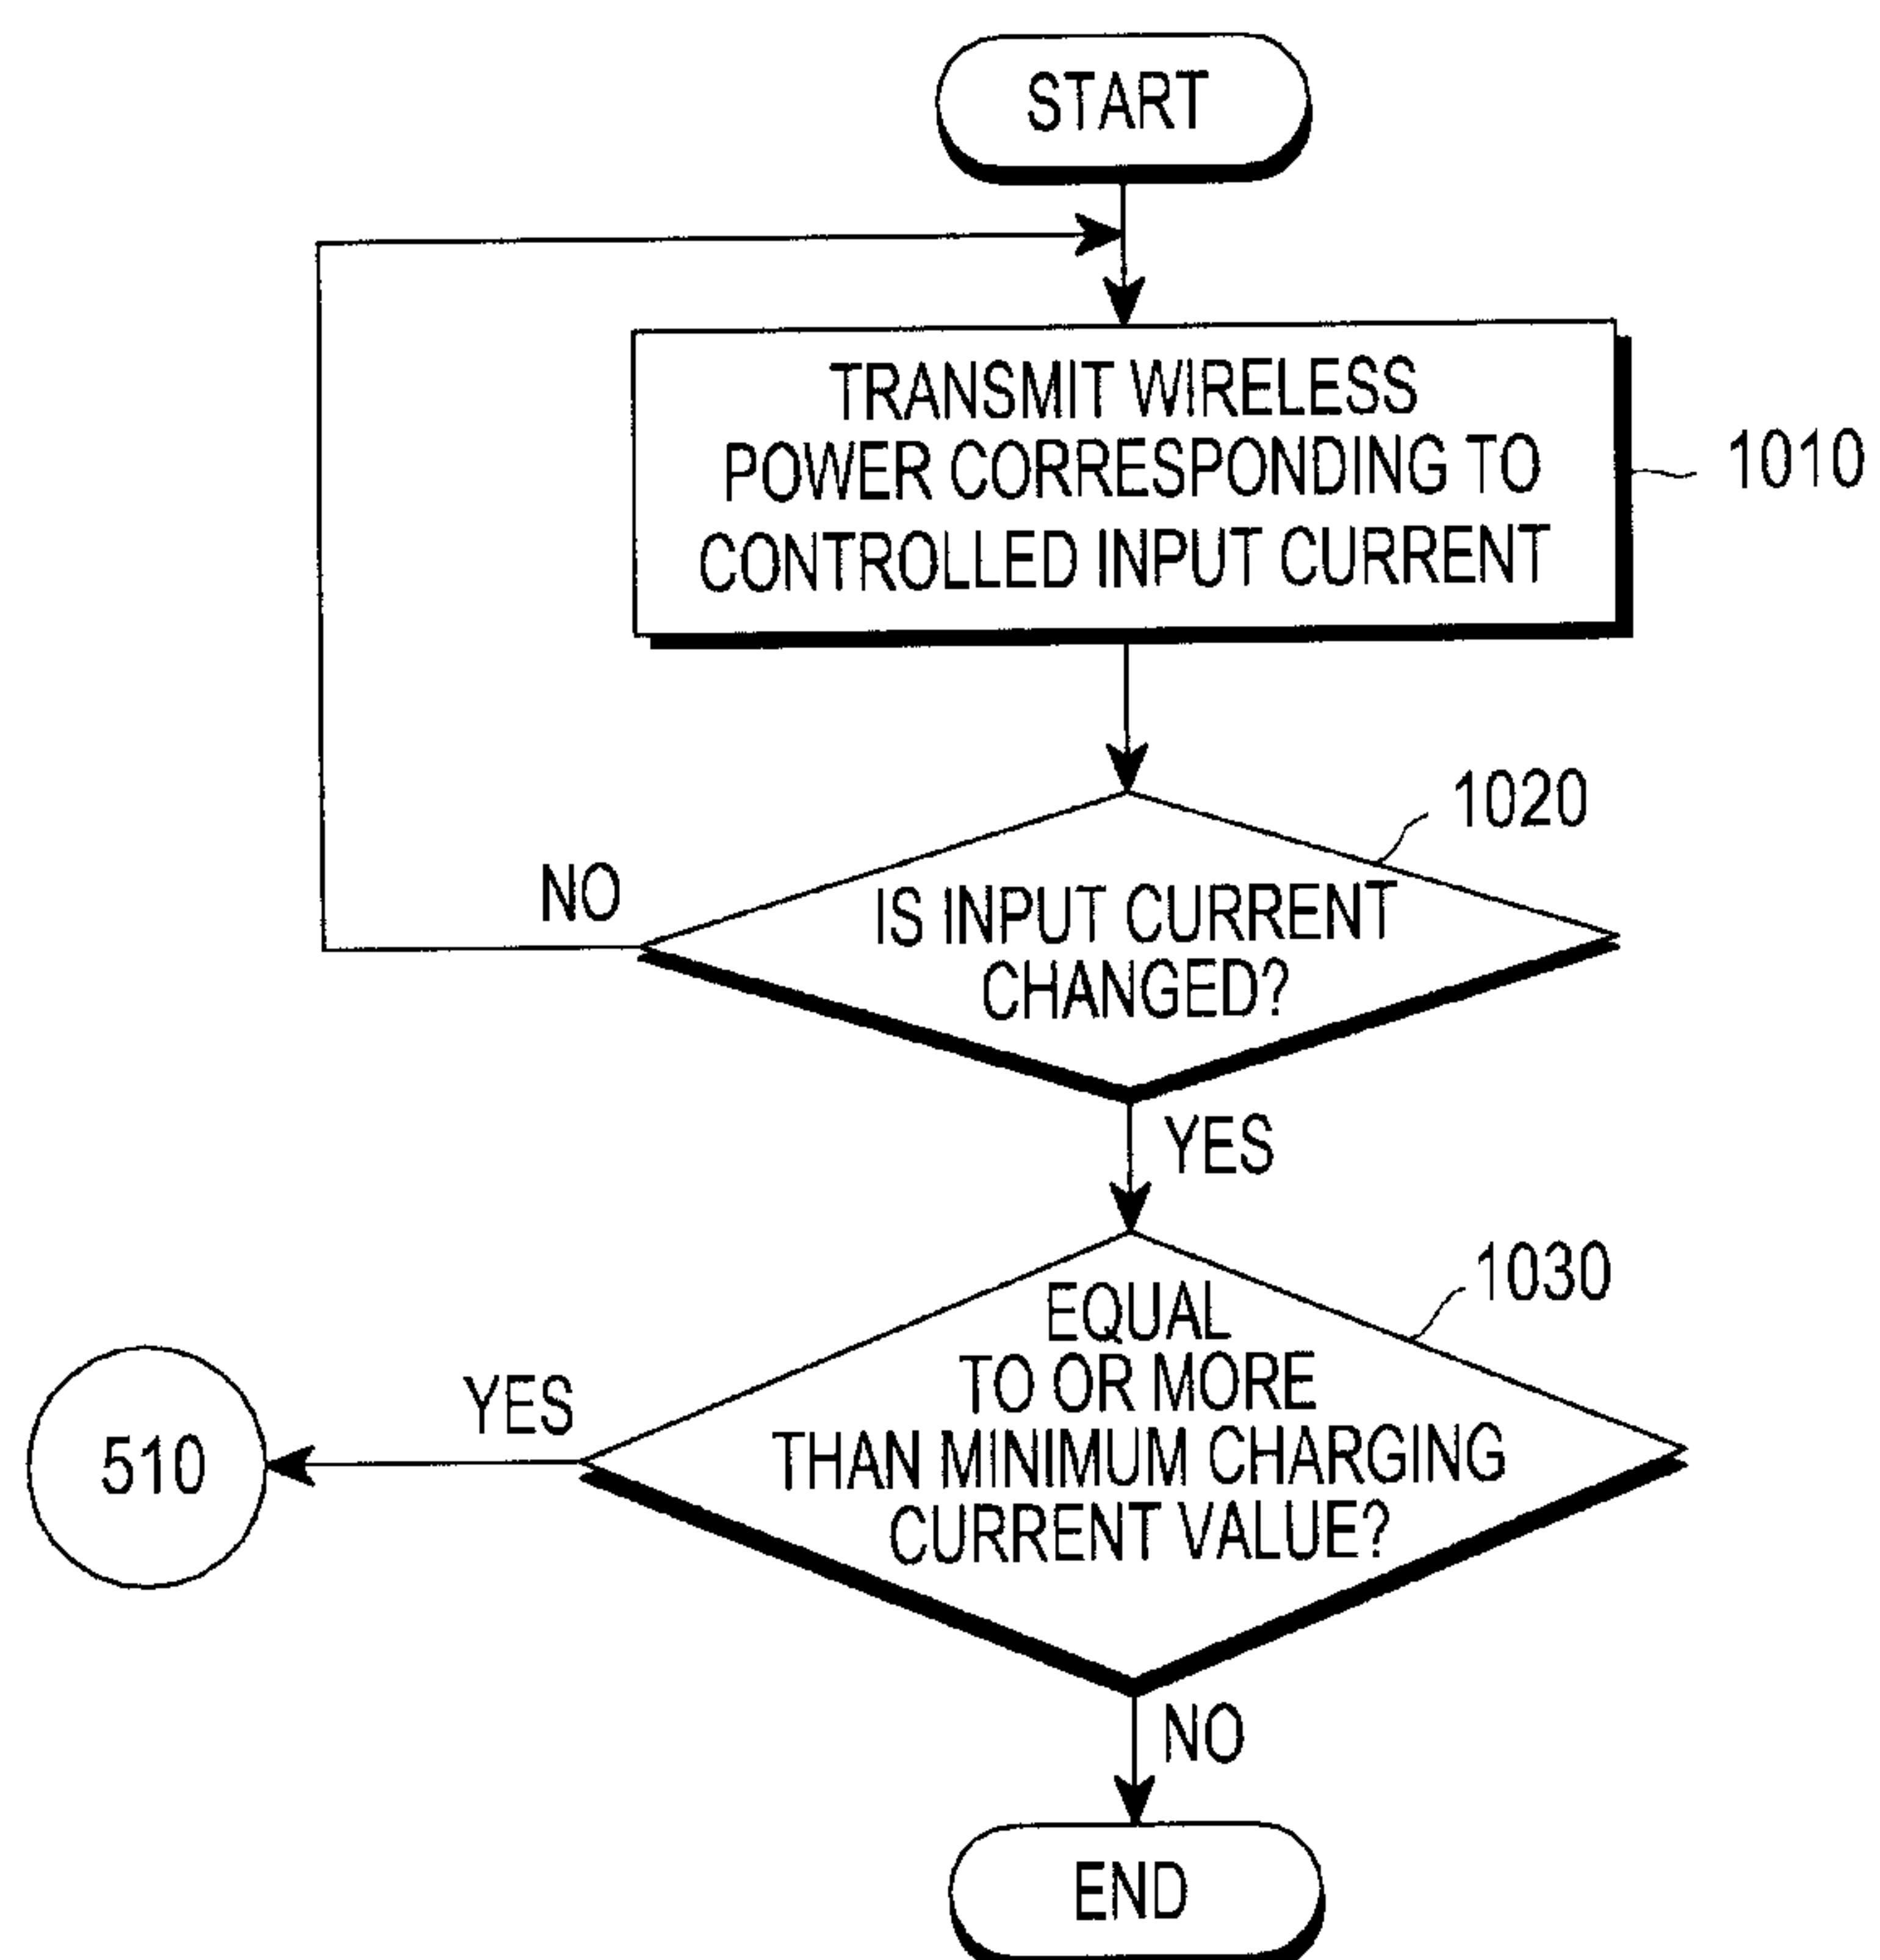 START
TRANSMIT WIRELESS
POWER CORRESPONDING TO
CONTROLLED INPUT CURRENT
1010
1020
NO
IS INPUT CURRENT
CHANGED?
YES
1030
EQUAL
TO OR MORE
THAN MINIMUM CHARGING
CURRENT VALUE?
YES
510
NO
END